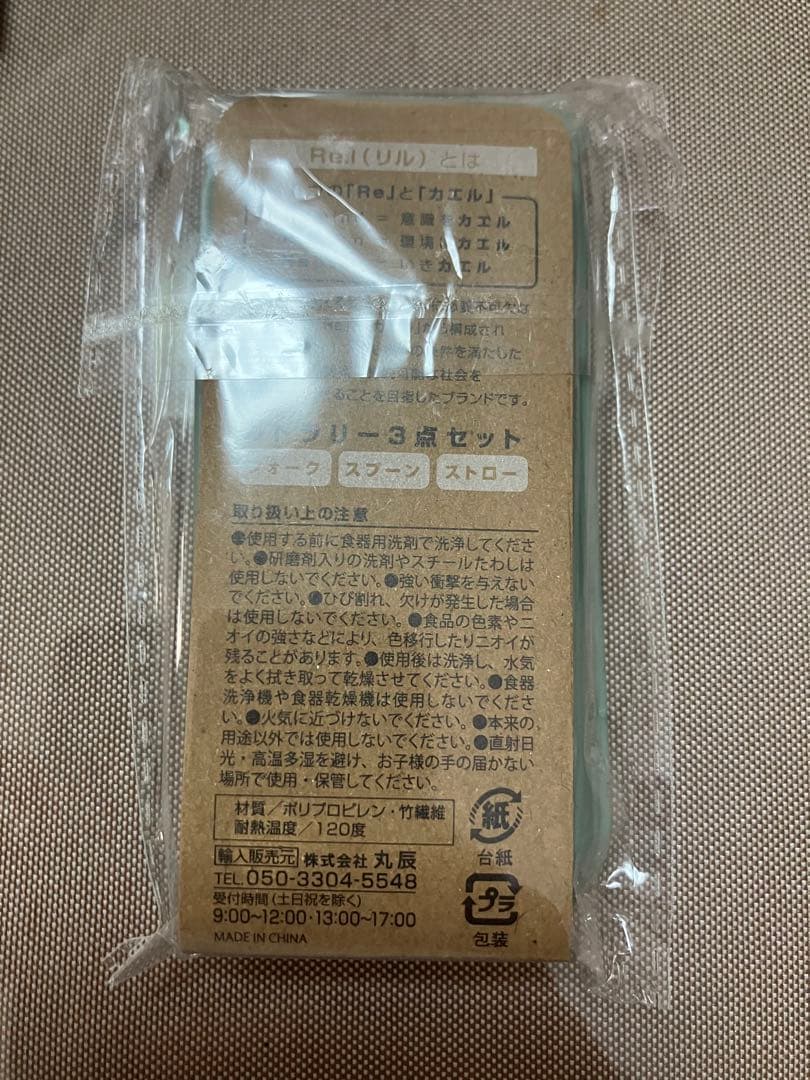 Re.l(リル)とは
「Re」と「カエル」
= 意識をカエル
環境 カエル
いきカエル
から構成され
条件を満たした
な社会を
ることを目指したブランドです。
トラリー3点セット
フォーク スプーン ストロー
取り扱い上の注意
●使用する前に食器用洗剤で洗浄してくださ
い。●研磨剤入りの洗剤やスチールたわしは
使用しないでください。●強い衝撃を与えない
でください。●ひび割れ、欠けが発生した場合
は使用しないでください。●食品の色素やニ
オイの強さなどにより、色移行したりニオイが
残ることがあります。●使用後は洗浄し、水気
をよく拭き取って乾燥させてください。●食器
洗浄機や食器乾燥機は使用しないでくださ
い。●火気に近づけないでください。●本来の
用途以外では使用しないでください。●直射日
光・高温多湿を避け、お子様の手の届かない
場所で使用・保管してください。
材質/ポリプロピレン・竹繊維
耐熱温度/120度
輸入販売元 株式会社 丸辰
TEL.050-3304-5548
受付時間(土日祝を除く)
9:00~12:00・13:00~17:00
MADE IN CHINA
紙
台紙
プラ
包装